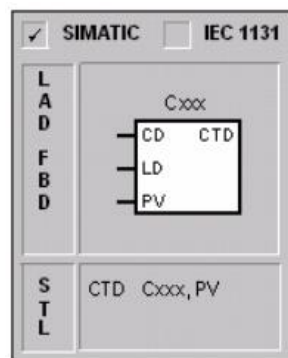 ✓ SIMATIC IEC 1131
LAD
FBD
Cxxx
CD CTD
LD
PV
STL
CTD Cxxx, PV